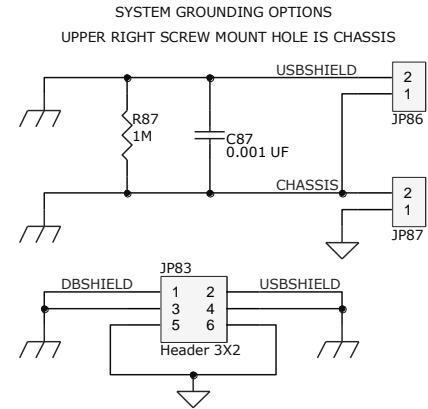 SYSTEM GROUNDING OPTIONS
UPPER RIGHT SCREW MOUNT HOLE IS CHASSIS
USBSHIELD
2
1
JP86
R87
1M
C87
0.001 UF
CHASSIS
2
1
JP87
JP83
DBSHIELD 1 2 USBSHIELD
3 4
5 6
Header 3X2